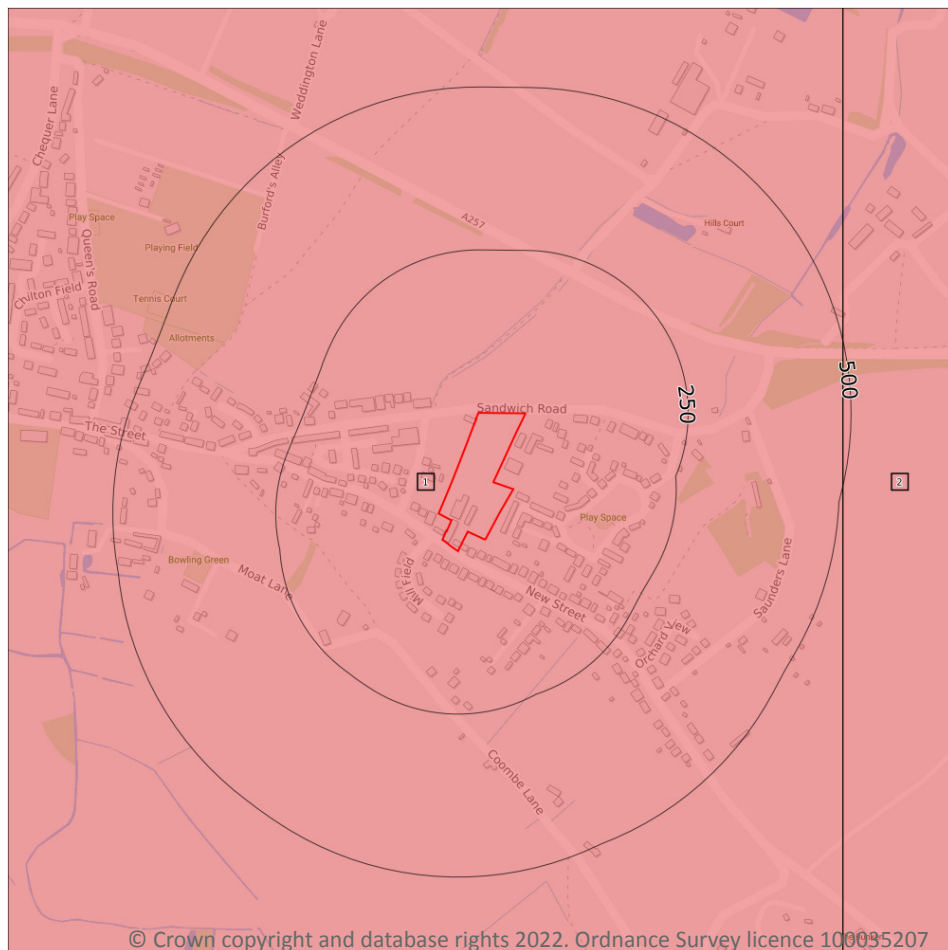 Weddington Lane
Chequer Lane
Burford's Alley
Play Space
Playing Field
Queen's Road
A257
Hills Court
Chilton Field
Tennis Court
Allotments
500
250
Sandwich Road
The Street
1
2
Play Space
Bowling Green
Moat Lane
Mill Field
New Street
Saunders Lane
Orchard View
Coombe Lane
© Crown copyright and database rights 2022. Ordnance Survey licence 100035207